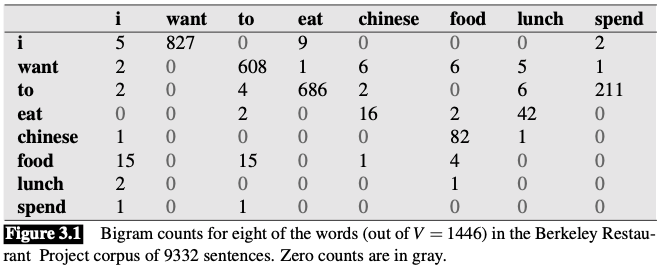 i want to eat chinese food lunch spend
i 5 827 0 9 0 0 0 2
want 2 0 608 1 6 6 5 1
to 2 0 4 686 2 0 6 211
eat 0 0 2 0 16 2 42 0
chinese 1 0 0 0 0 82 1 0
food 15 0 15 0 1 4 0 0
lunch 2 0 0 0 0 1 0 0
spend 1 0 1 0 0 0 0 0
Figure 3.1 Bigram counts for eight of the words (out of V = 1446) in the Berkeley Restau-
rant Project corpus of 9332 sentences. Zero counts are in gray.